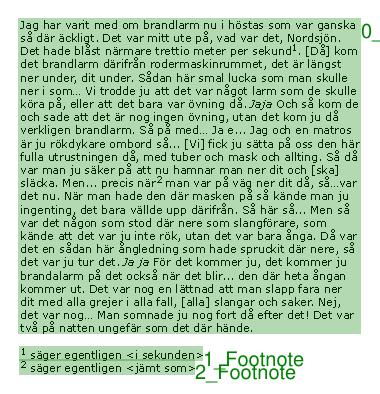 Jag har varit med om brandlarm nu i höstas som var ganska
så där äckligt. Det var mitt ute på, vad var det, Nordsjön.
Det hade blåst närmare trettio meter per sekund¹. [Då] kom
det brandlarm därifrån rodermaskinrummet, det är längst
ner under, dit under. Sådan här smal lucka som man skulle
ner i som... Vi trodde ju att det var något larm som de skulle
köra på, eller att det bara var övning då. Jaja Och så kom de
och sade att det är nog ingen övning, utan det kom ju då
verkligen brandlarm. Så på med... Ja e... Jag och en matros
är ju rökdykare ombord så... [Vi] fick ju sätta på oss den här
fulla utrustningen då, med tuber och mask och allting. Så då
var man ju säker på att nu hamnar man ner dit och [ska]
släcka. Men... precis när² man var på väg ner dit då, så...var
det nu. När man hade den där masken på så kände man ju
ingenting, det bara vällde upp därifrån. Så här så... Men så
var det någon som stod där nere som slangförare, som
kände att det var ju inte rök, utan det var bara ånga. Då var
det en sådan här ångledning som hade spruckit där nere, så
det var ju tur det. Ja ja För det kommer ju, det kommer ju
brandalarm på det också när det blir... den där heta ångan
kommer ut. Det var nog en lättnad att man slapp fara ner
dit med alla grejer i alla fall, [alla] slangar och saker. Nej,
det var nog... Man somnade ju nog fort då efter det! Det var
två på natten ungefär som det där hände.
0_
¹ säger egentligen <i sekunden>
1_Footnote
² säger egentligen <jämt som>
2_Footnote